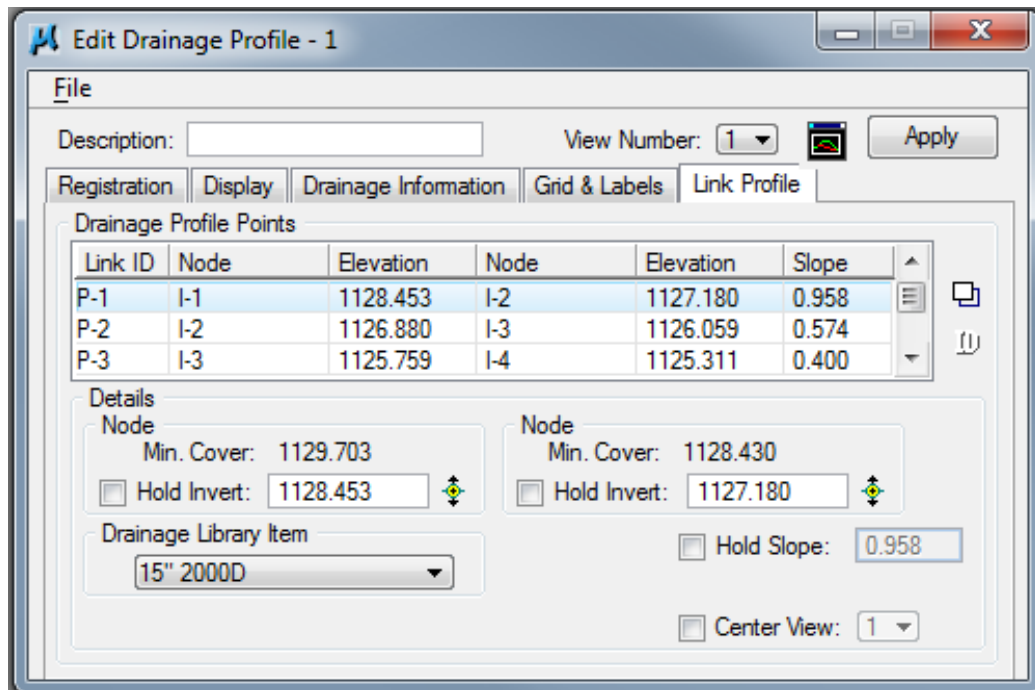 Edit Drainage Profile - 1
File
Description: View Number: 1 Apply
Registration Display Drainage Information Grid & Labels Link Profile
Drainage Profile Points
Link ID Node Elevation Node Elevation Slope
P-1 I-1 1128.453 I-2 1127.180 0.958
P-2 I-2 1126.880 I-3 1126.059 0.574
P-3 I-3 1125.759 I-4 1125.311 0.400
Details
Node Node
Min. Cover: 1129.703 Min. Cover: 1128.430
Hold Invert: 1128.453 Hold Invert: 1127.180
Drainage Library Item Hold Slope: 0.958
15" 2000D
Center View: 1